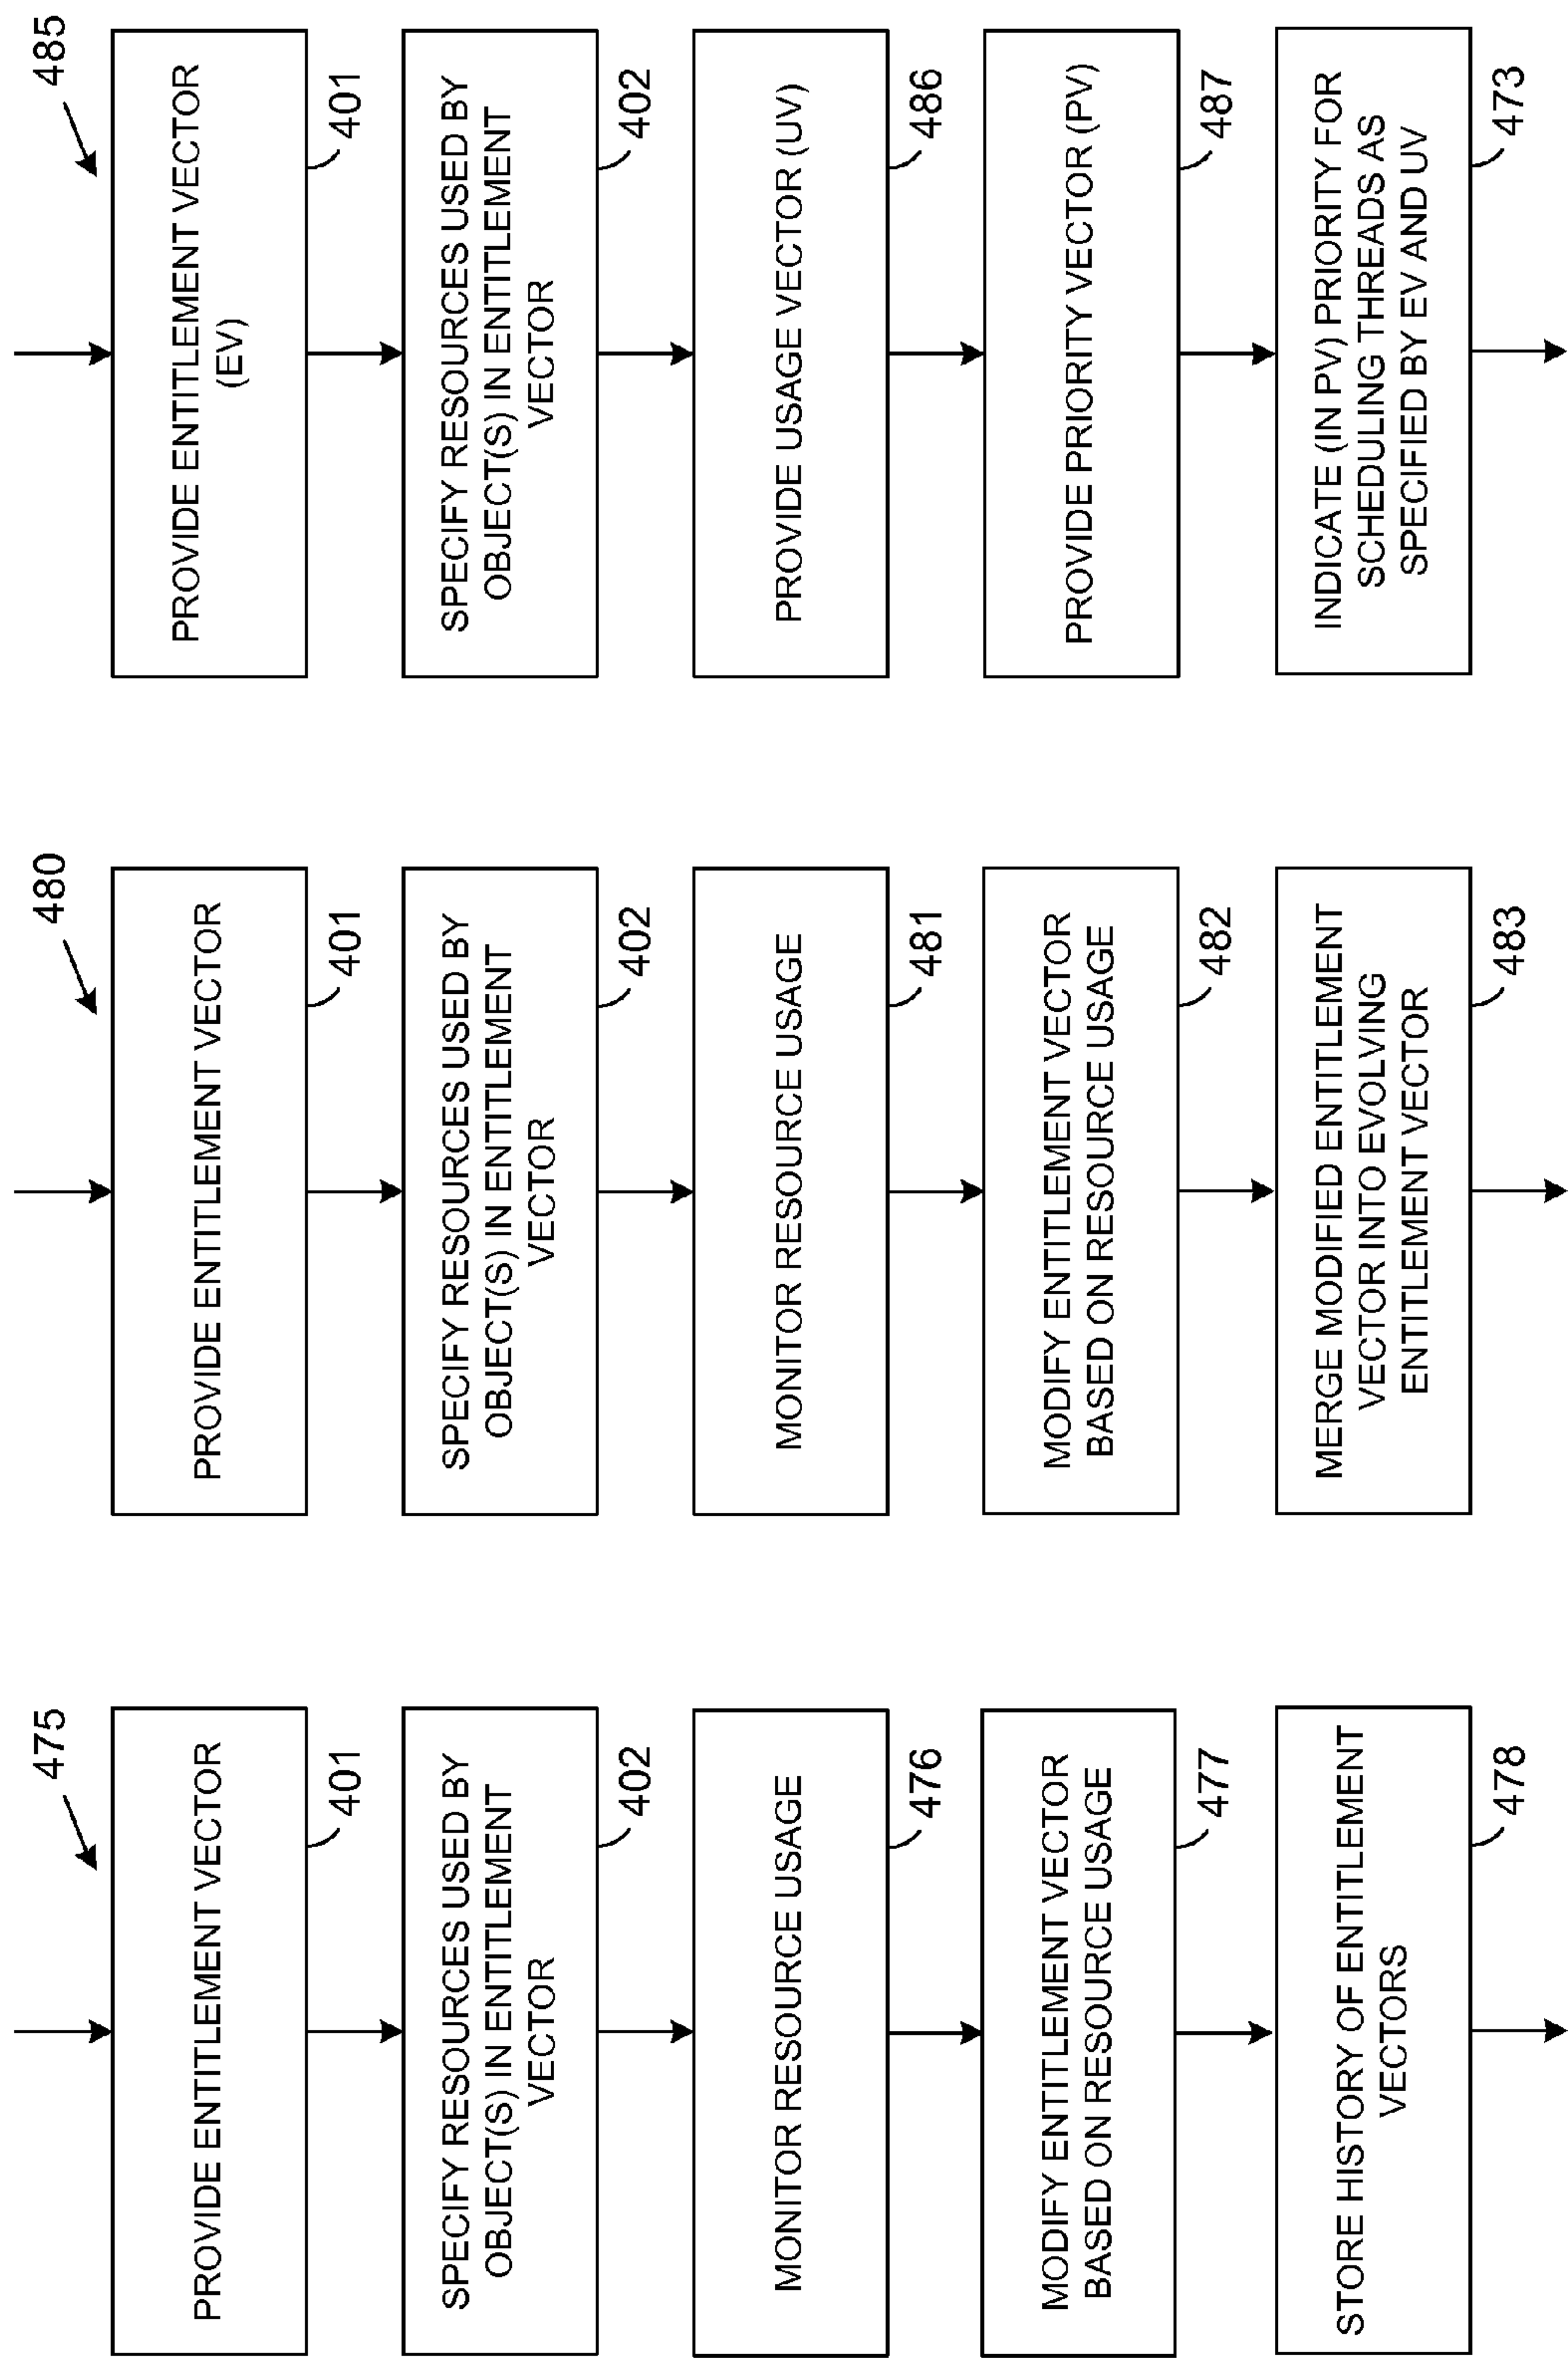 475
PROVIDE ENTITLEMENT VECTOR
401
SPECIFY RESOURCES USED BY
OBJECT(S) IN ENTITLEMENT
VECTOR
402
MONITOR RESOURCE USAGE
476
MODIFY ENTITLEMENT VECTOR
BASED ON RESOURCE USAGE
477
STORE HISTORY OF ENTITLEMENT
VECTORS
478
480
PROVIDE ENTITLEMENT VECTOR
401
SPECIFY RESOURCES USED BY
OBJECT(S) IN ENTITLEMENT
VECTOR
402
MONITOR RESOURCE USAGE
481
MODIFY ENTITLEMENT VECTOR
BASED ON RESOURCE USAGE
482
MERGE MODIFIED ENTITLEMENT
VECTOR INTO EVOLVING
ENTITLEMENT VECTOR
483
485
PROVIDE ENTITLEMENT VECTOR
(EV)
401
SPECIFY RESOURCES USED BY
OBJECT(S) IN ENTITLEMENT
VECTOR
402
PROVIDE USAGE VECTOR (UV)
486
PROVIDE PRIORITY VECTOR (PV)
487
INDICATE (IN PV) PRIORITY FOR
SCHEDULING THREADS AS
SPECIFIED BY EV AND UV
473